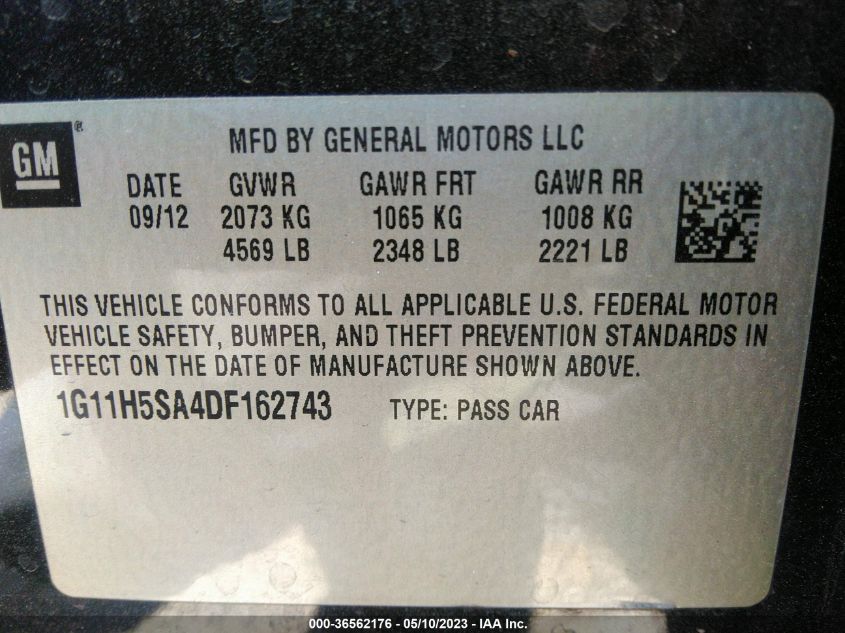 GM®
MFD BY GENERAL MOTORS LLC
DATE GVWR GAWR FRT GAWR RR
09/12 2073 KG 1065 KG 1008 KG
4569 LB 2348 LB 2221 LB
THIS VEHICLE CONFORMS TO ALL APPLICABLE U.S. FEDERAL MOTOR
VEHICLE SAFETY, BUMPER, AND THEFT PREVENTION STANDARDS IN
EFFECT ON THE DATE OF MANUFACTURE SHOWN ABOVE.
1G11H5SA4DF162743 TYPE: PASS CAR
000-36562176 - 05/10/2023 - IAA Inc.